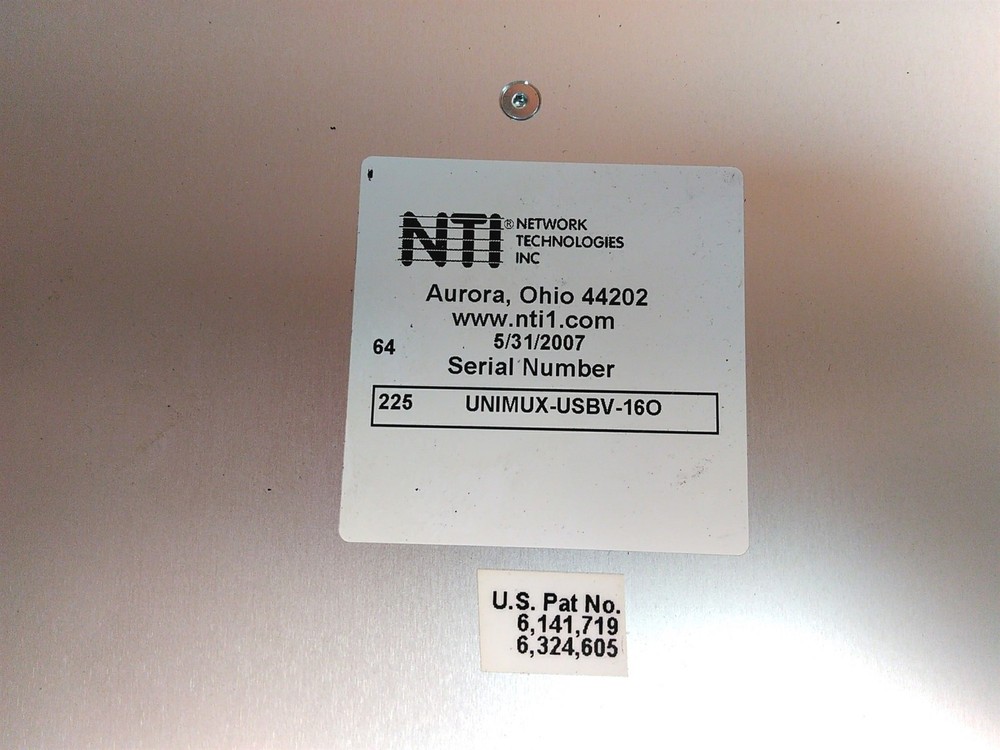 NTI® NETWORK
TECHNOLOGIES
INC
Aurora, Ohio 44202
www.nti1.com
5/31/2007
64
Serial Number
225 UNIMUX-USBV-16O
U.S. Pat No.
6,141,719
6,324,605